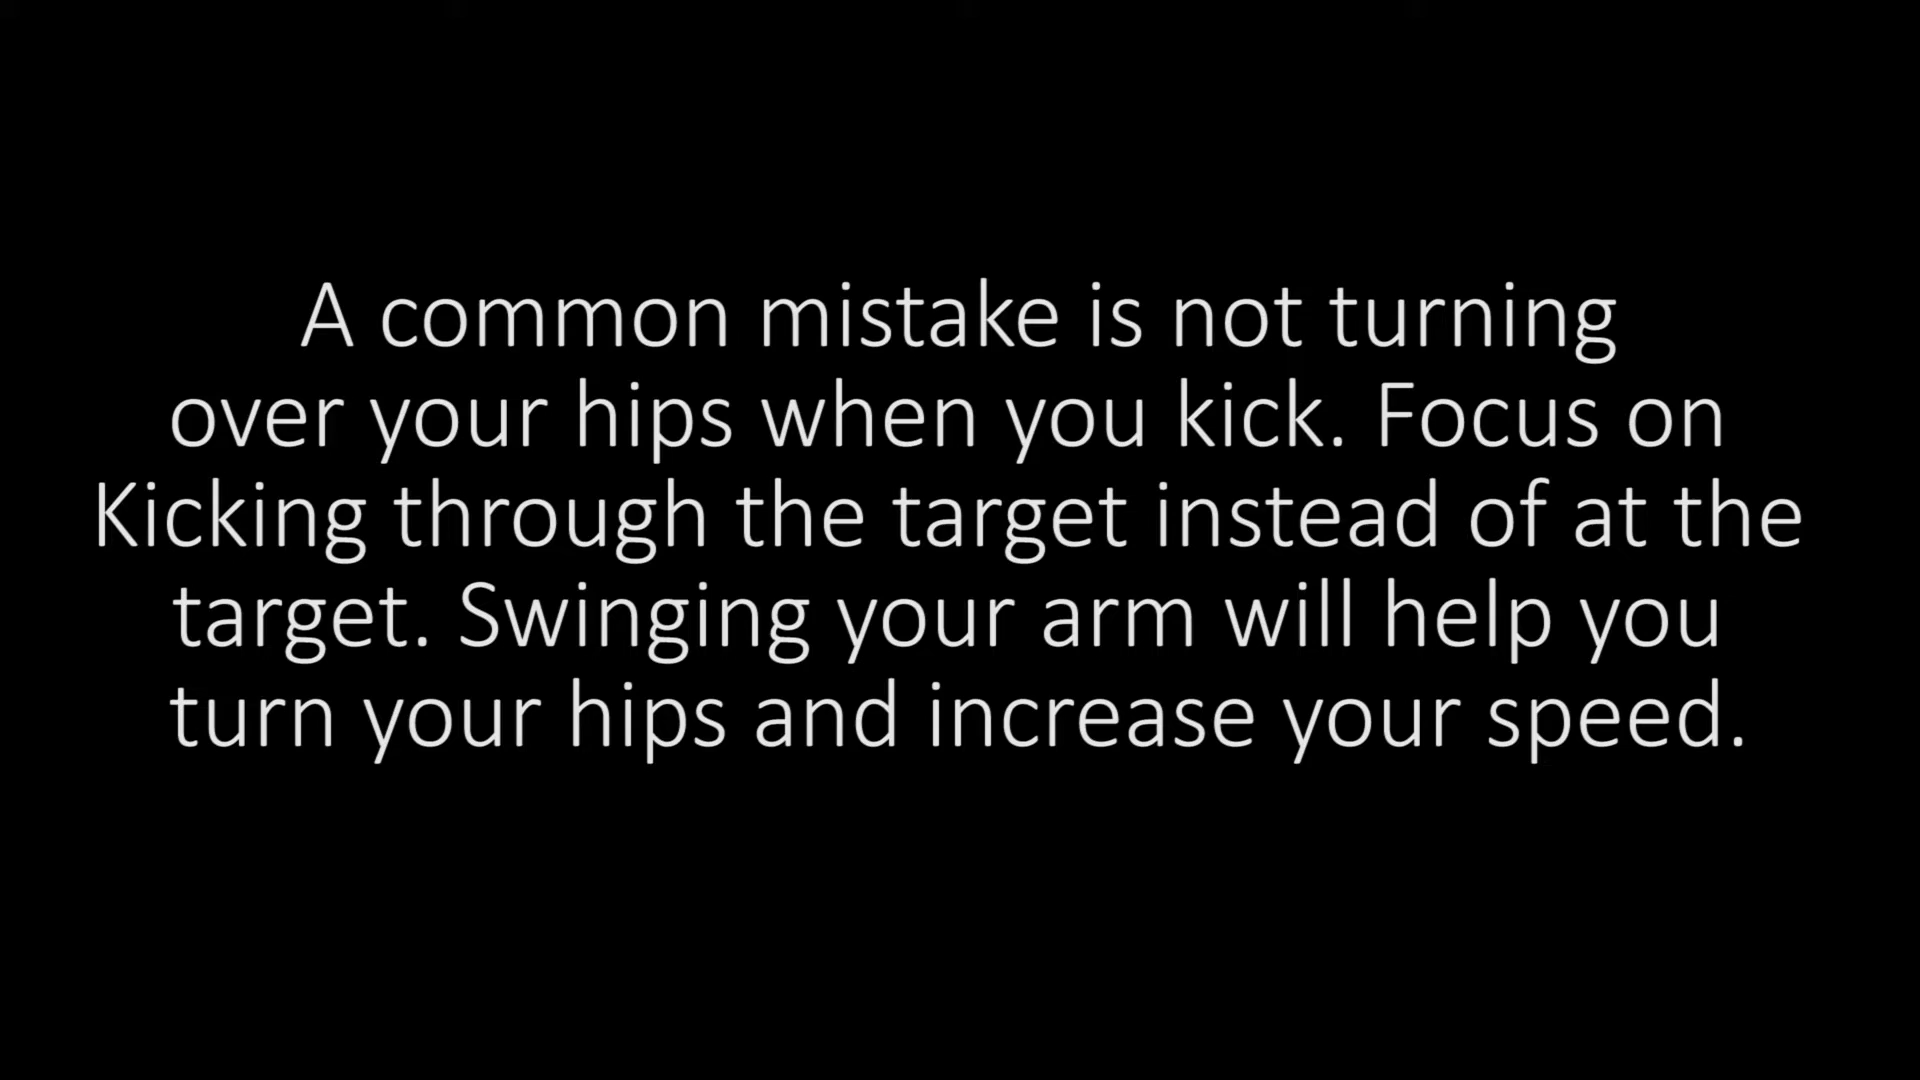 A common mistake is not turning
over your hips when you kick. Focus on
Kicking through the target instead of at the
target. Swinging your arm will help you
turn your hips and increase your speed.